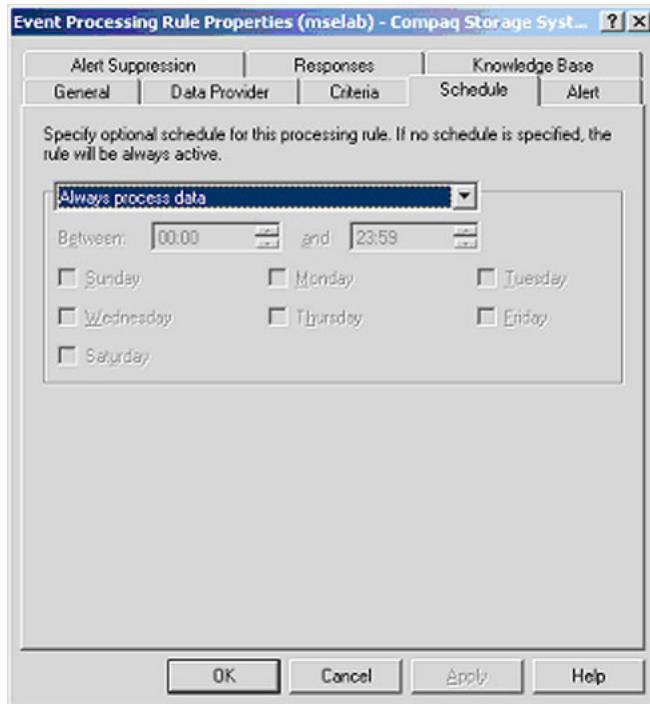 Event Processing Rule Properties (mselab) - Compaq Storage Syst...
Alert Suppression Responses Knowledge Base
General Data Provider Criteria Schedule Alert
Specify optional schedule for this processing rule. If no schedule is specified, the
rule will be always active.
Always process data
Between: 00:00 and 23:59
Sunday Monday Tuesday
Wednesday Thursday Friday
Saturday
OK Cancel Apply Help